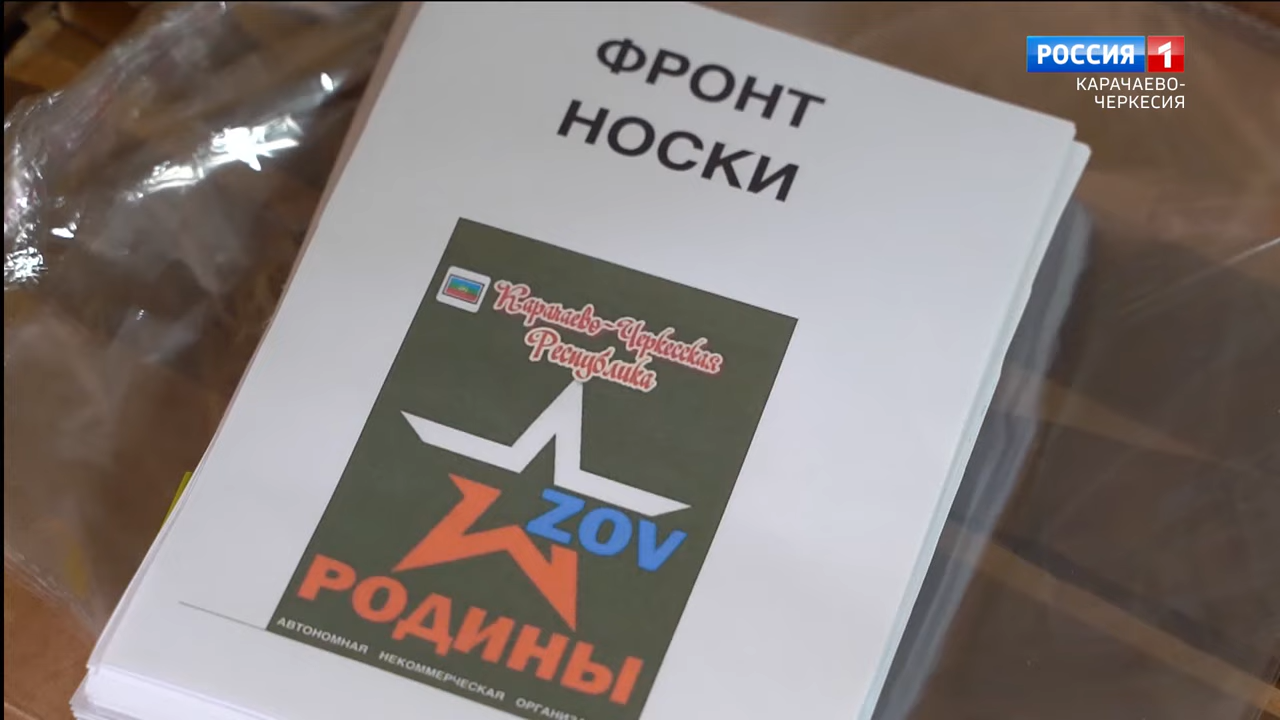 ФРОНТ
НОСКИ
РОССИЯ 1
КАРАЧАЕВО-
ЧЕРКЕСИЯ
Карачаево-Черкесская
Республика
ZOV
РОДИНЫ
АВТОНОМНАЯ НЕКОММЕРЧЕСКАЯ